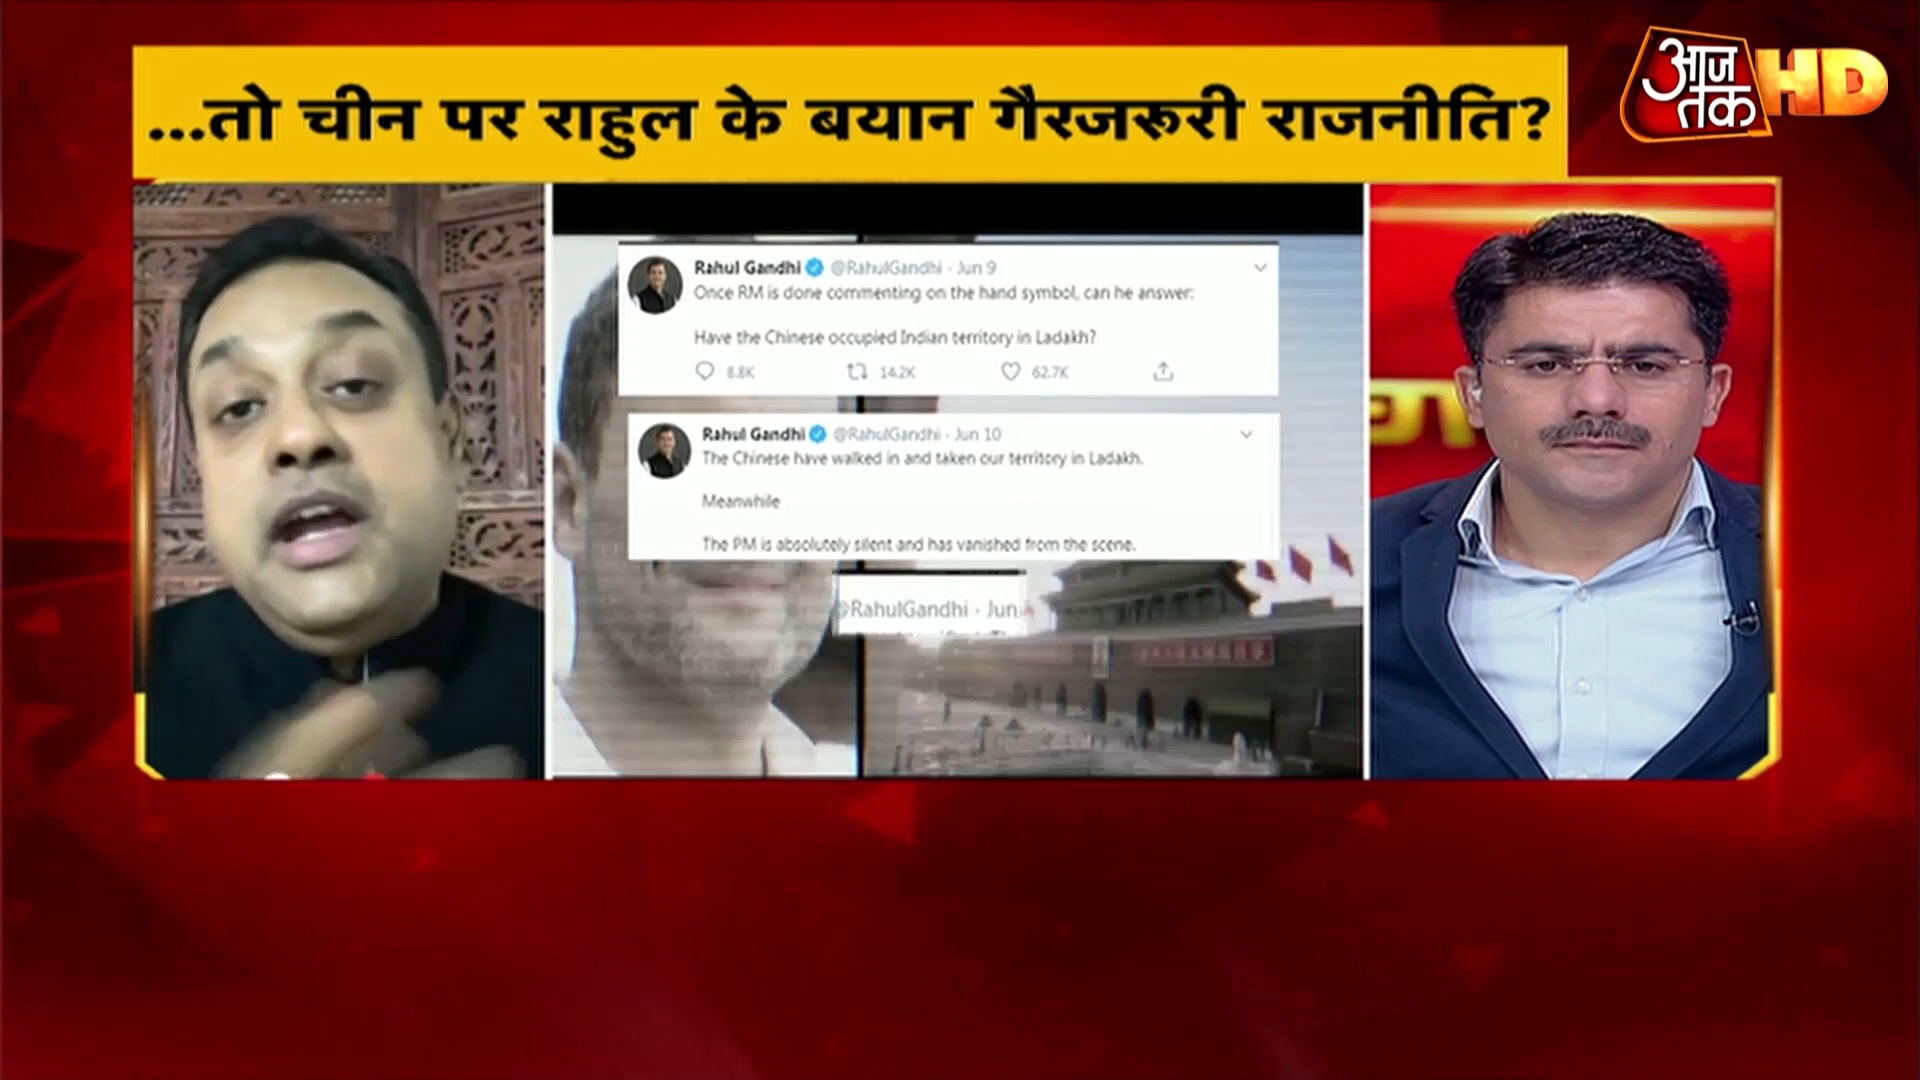 ...तो चीन पर राहुल के बयान गैरजरूरी राजनीति?
आज तक HD
Rahul Gandhi @RahulGandhi · Jun 9
Once RM is done commenting on the hand symbol, can he answer:
Have the Chinese occupied Indian territory in Ladakh?
8.8K 14.2K 62.7K
Rahul Gandhi @RahulGandhi · Jun 10
The Chinese have walked in and taken our territory in Ladakh.
Meanwhile
The PM is absolutely silent and has vanished from the scene.
@RahulGandhi · Jun